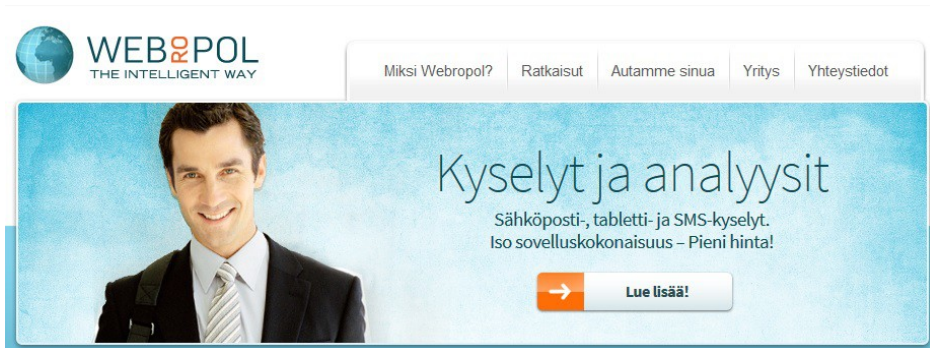 WEBROPOL
THE INTELLIGENT WAY
Miksi Webropol? Ratkaisut Autamme sinua Yritys Yhteystiedot
Kyselyt ja analyysit
Sähköposti-, tabletti- ja SMS-kyselyt.
Iso sovelluskokonaisuus – Pieni hinta!
Lue lisää!